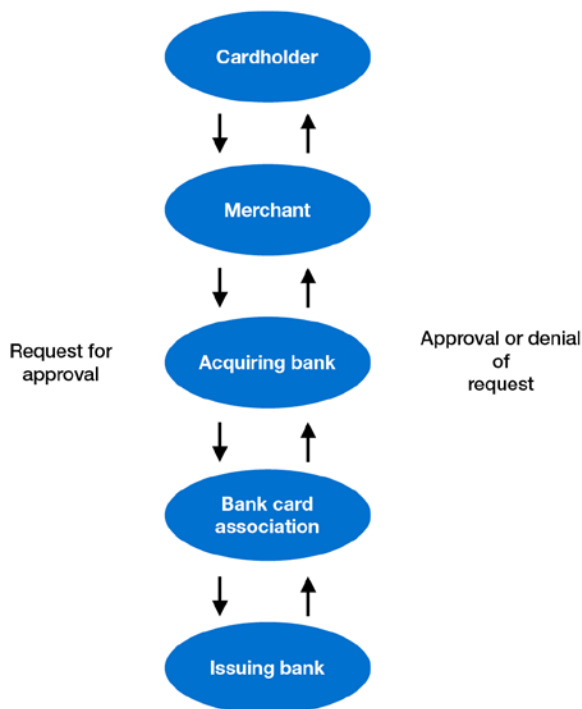 Cardholder
Merchant
Request for
approval
Acquiring bank
Approval or denial
of
request
Bank card
association
Issuing bank